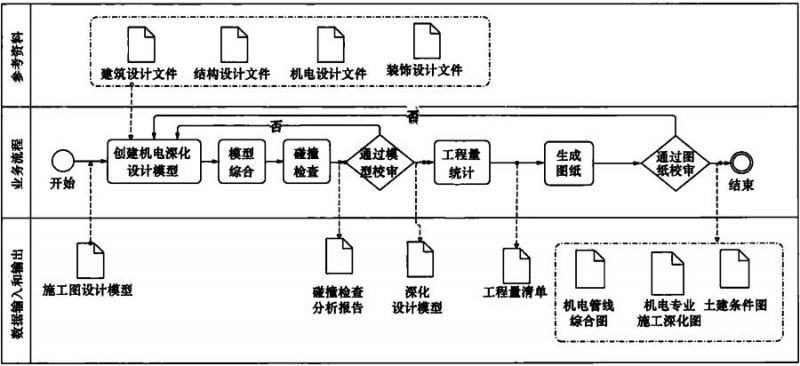 参考资料
建筑设计文件
结构设计文件
机电设计文件
装饰设计文件
业务流程
否
否
开始
创建机电深化
设计模型
模型
综合
碰撞
检查
通过模
型校审
工程量
统计
生成
图纸
通过图
纸校审
结束
数据输入和输出
施工图设计模型
碰撞检查
分析报告
深化
设计模型
工程量清单
机电管线
综合图
机电专业
施工深化图
土建条件图